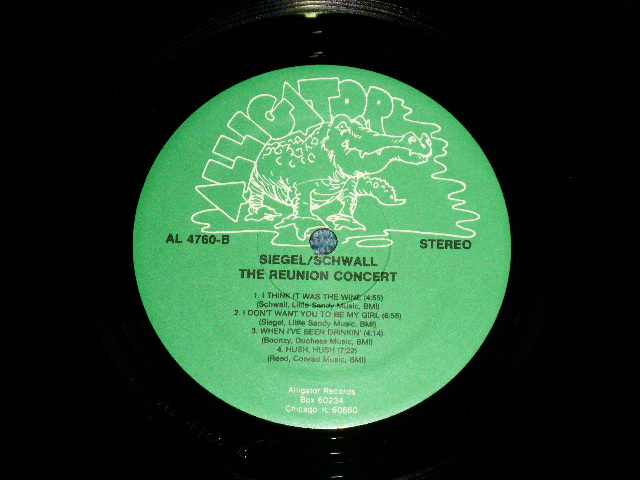 ALLIGATOR
AL 4760-B
STEREO
SIEGEL/SCHWALL
THE REUNION CONCERT
1. I THINK IT WAS THE WINE (4:55)
(Schwall, Little Sandy Music, BMI)
2. I DON'T WANT YOU TO BE MY GIRL (6:55)
(Siegel, Little Sandy Music, BMI)
3. WHEN I'VE BEEN DRINKIN' (4:14)
(Boonzy, Duchess Music, BMI)
4. HUSH, HUSH (7:22)
(Reed, Conrad Music, BMI)
Alligator Records
Box 60234
Chicago IL 60660